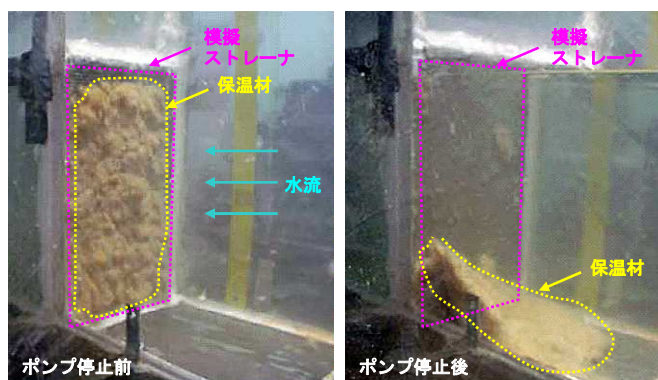 模擬
ストレーナ
保温材
水流
ポンプ停止前
模擬
ストレーナ
保温材
ポンプ停止後